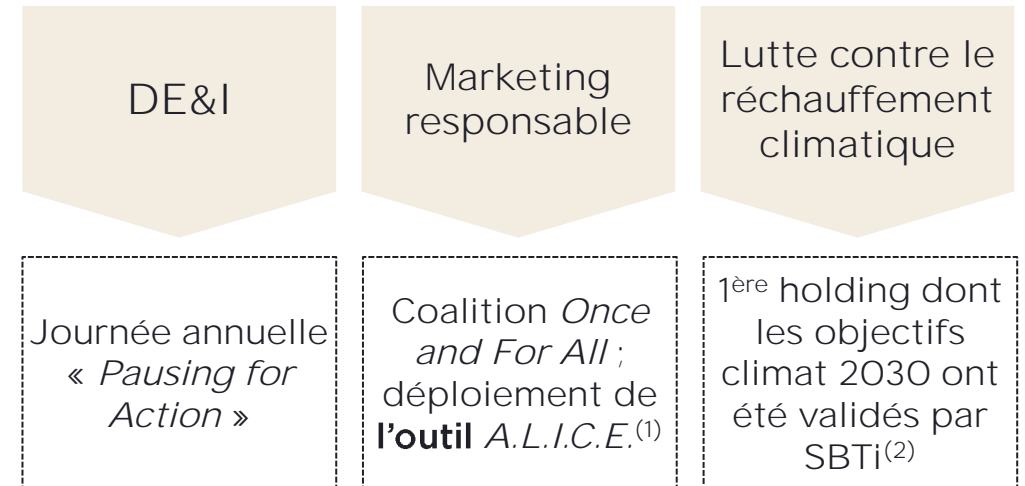 DE&I
Marketing
responsable
Lutte contre le
réchauffement
climatique
Journée annuelle
« Pausing for
Action »
Coalition Once
and For All ;
déploiement de
l’outil A.L.I.C.E.(1)
1ère holding dont
les objectifs
climat 2030 ont
été validés par
SBTi(2)